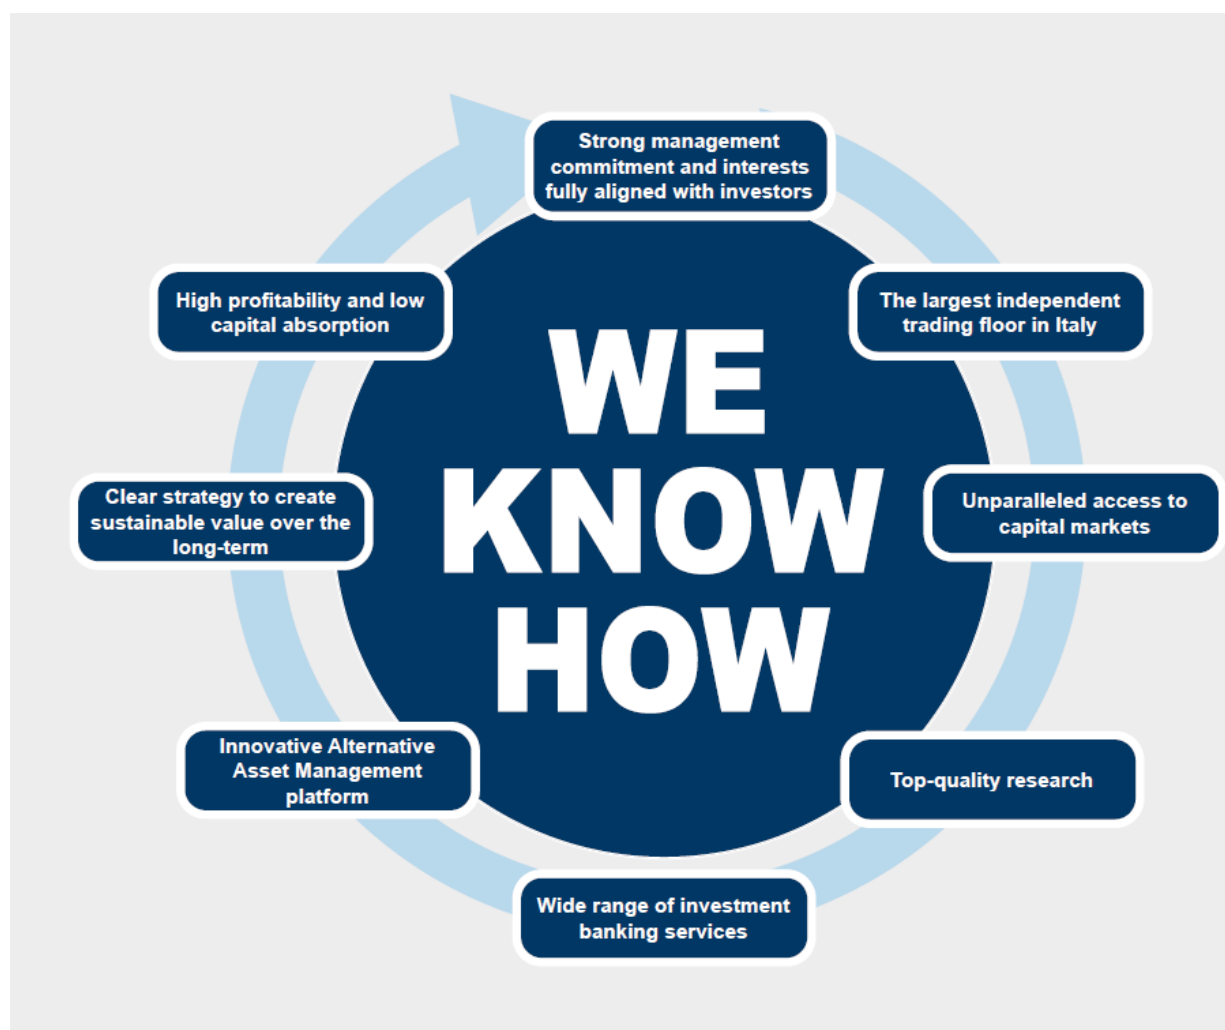 Strong management
commitment and interests
fully aligned with investors
The largest independent
trading floor in Italy
Unparalleled access to
capital markets
Top-quality research
Wide range of investment
banking services
Innovative Alternative
Asset Management
platform
Clear strategy to create
sustainable value over the
long-term
High profitability and low
capital absorption
WE
KNOW
HOW